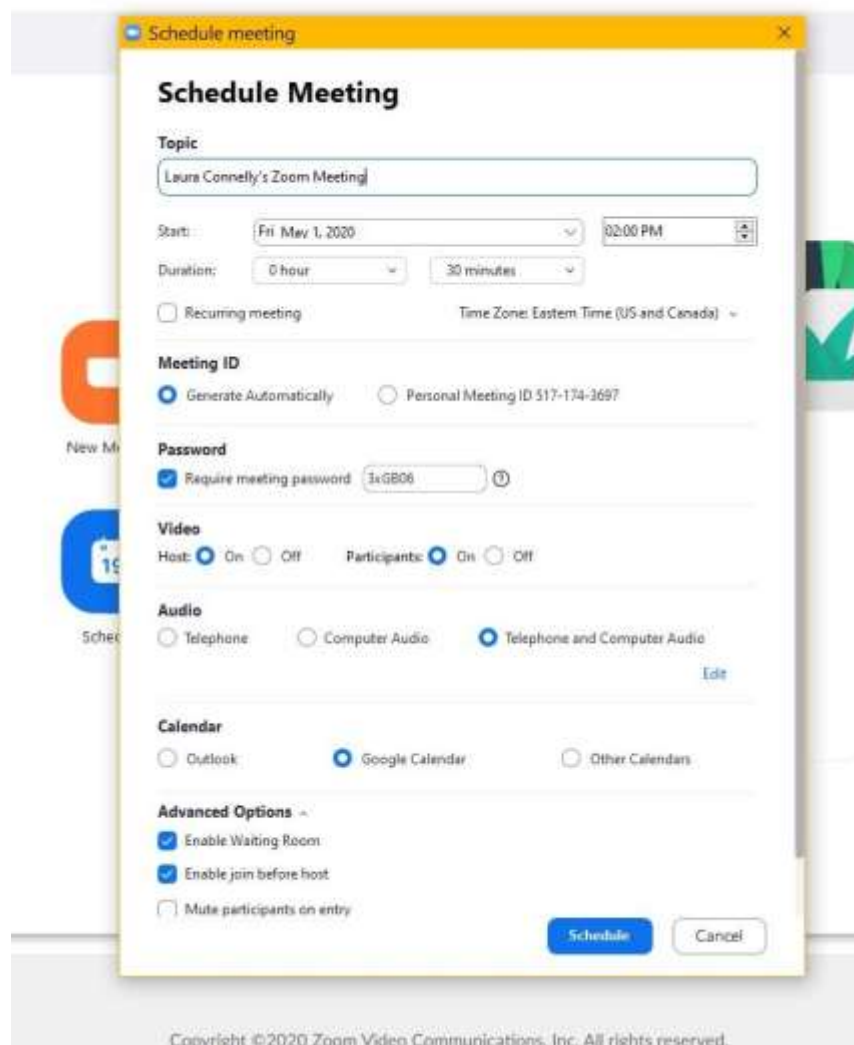 Schedule meeting
Schedule Meeting
Topic
Laura Connelly's Zoom Meeting
Start: Fri May 1, 2020 02:00 PM
Duration: 0 hour 30 minutes
Recurring meeting Time Zone: Eastern Time (US and Canada)
Meeting ID
Generate Automatically Personal Meeting ID 517-174-3697
Password
Require meeting password 3xGB06
Video
Host: On Off Participants: On Off
Audio
Telephone Computer Audio Telephone and Computer Audio
Edit
Calendar
Outlook Google Calendar Other Calendars
Advanced Options
Enable Waiting Room
Enable join before host
Mute participants on entry
Schedule Cancel
New M
19
Sched
Copyright ©2020 Zoom Video Communications, Inc. All rights reserved.